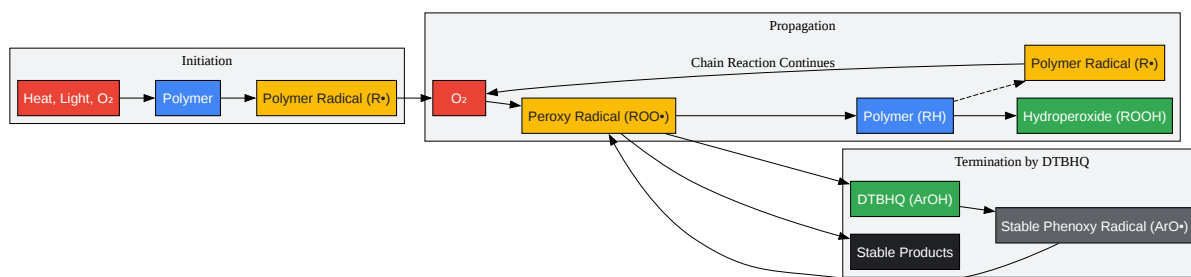 Initiation
Heat, Light, O₂
Polymer
Polymer Radical (R•)
Propagation
Chain Reaction Continues
O₂
Peroxy Radical (ROO•)
Polymer (RH)
Polymer Radical (R•)
Hydroperoxide (ROOH)
Termination by DTBHQ
DTBHQ (ArOH)
Stable Phenoxy Radical (ArO•)
Stable Products